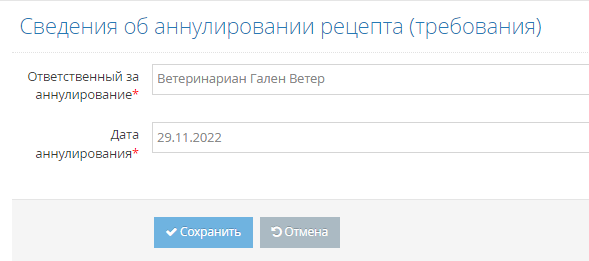 Сведения об аннулировании рецепта (требования)
Ответственный за
аннулирование*
Ветеринариан Гален Ветер
Дата
аннулирования*
29.11.2022
Сохранить
Отмена